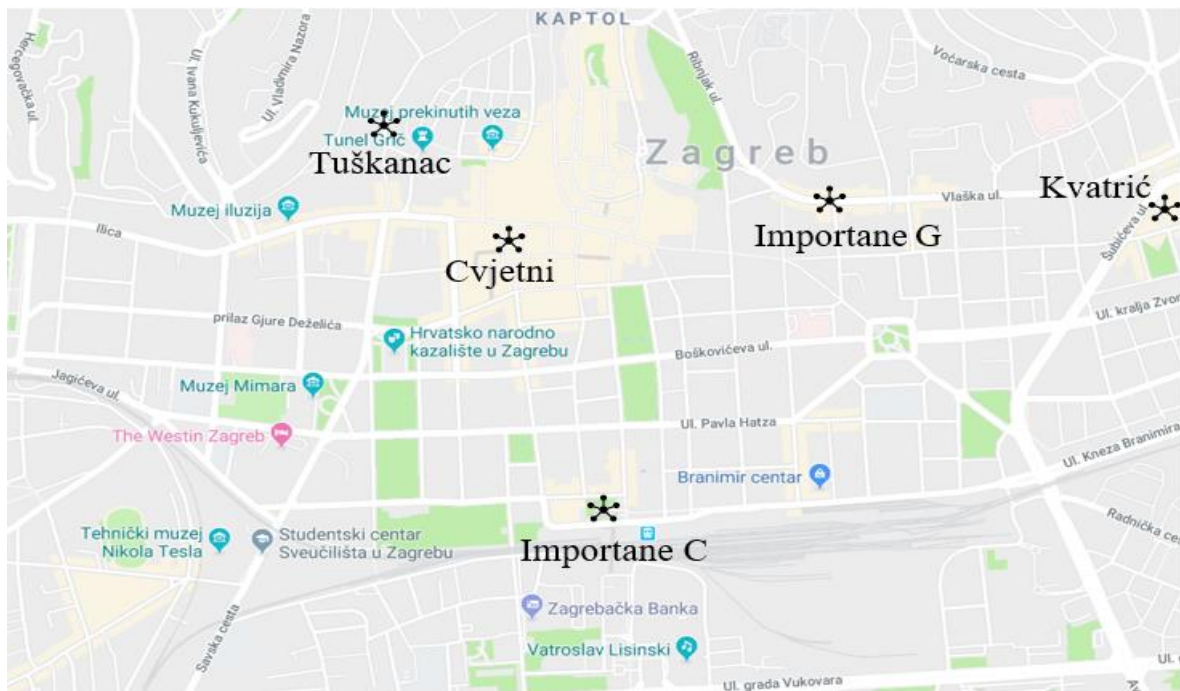 KAPTOL
Hercegovačka ul.
Ul. Ivana Kukuljevića
Ul. Vladimira Nazora
Ribnjak ul.
Voćarska cesta
Muzej prekinutih veza
Tunel Grič
Tuškanac
Zagreb
Vlaška ul.
Kvatrić
Muzej iluzija
Ilica
Importane G
Šubićeva ul.
Cvjetni
prilaz Gjure Deželića
Hrvatsko narodno
kazalište u Zagrebu
Boškovićeva ul.
Ul. kralja Zvon
Jagićeva ul.
Muzej Mimara
The Westin Zagreb
Ul. Pavla Hatza
Branimir centar
Ul. Kneza Branimira
Tehnički muzej
Nikola Tesla
Studentski centar
Sveučilišta u Zagrebu
Importane C
Radnička ces
Zagrebačka Banka
Savska cesta
Vatroslav Lisinski
Ul. grada Vukovara
Ul.